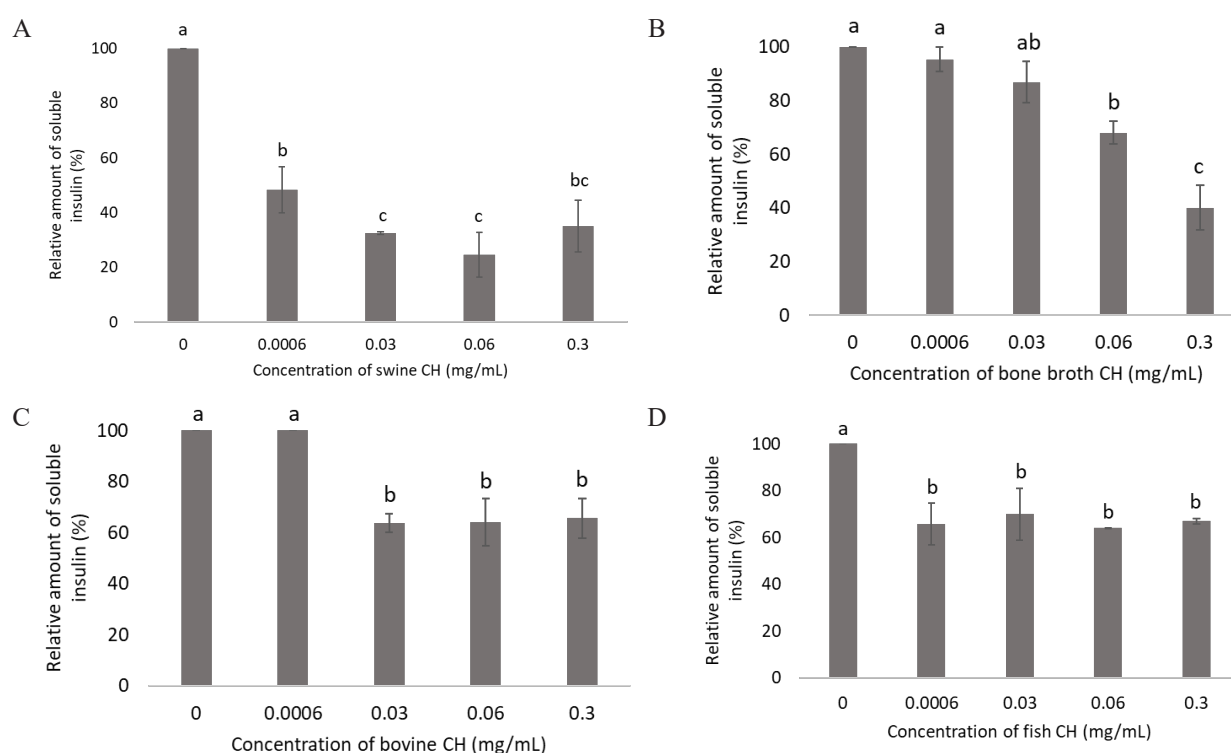 A
Relative amount of soluble
insulin (%)
100
80
60
40
20
0
a
b
c
c
bc
0
0.0006
0.03
0.06
0.3
Concentration of swine CH (mg/mL)
B
Relative amount of soluble
insulin (%)
100
80
60
40
20
0
a
a
ab
b
c
0
0.0006
0.03
0.06
0.3
Concentration of bone broth CH (mg/mL)
C
Relative amount of soluble
insulin (%)
100
80
60
40
20
0
a
a
b
b
b
0
0.0006
0.03
0.06
0.3
Concentration of bovine CH (mg/mL)
D
Relative amount of soluble
insulin (%)
100
80
60
40
20
0
a
b
b
b
b
0
0.0006
0.03
0.06
0.3
Concentration of fish CH (mg/mL)